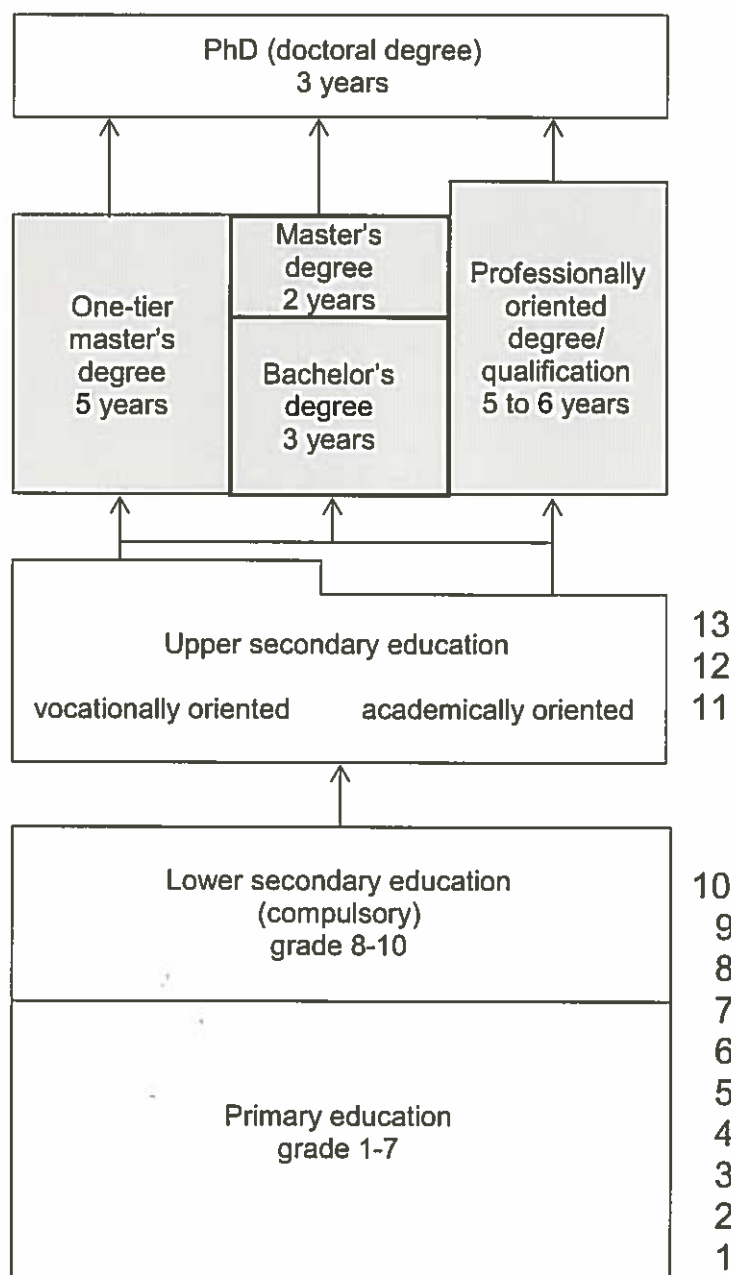 PhD (doctoral degree)
3 years
One-tier
master's
degree
5 years
Master's
degree
2 years
Bachelor's
degree
3 years
Professionally
oriented
degree/
qualification
5 to 6 years
Upper secondary education
vocationally oriented
academically oriented
13
12
11
Lower secondary education
(compulsory)
grade 8-10
10
9
8
Primary education
grade 1-7
7
6
5
4
3
2
1